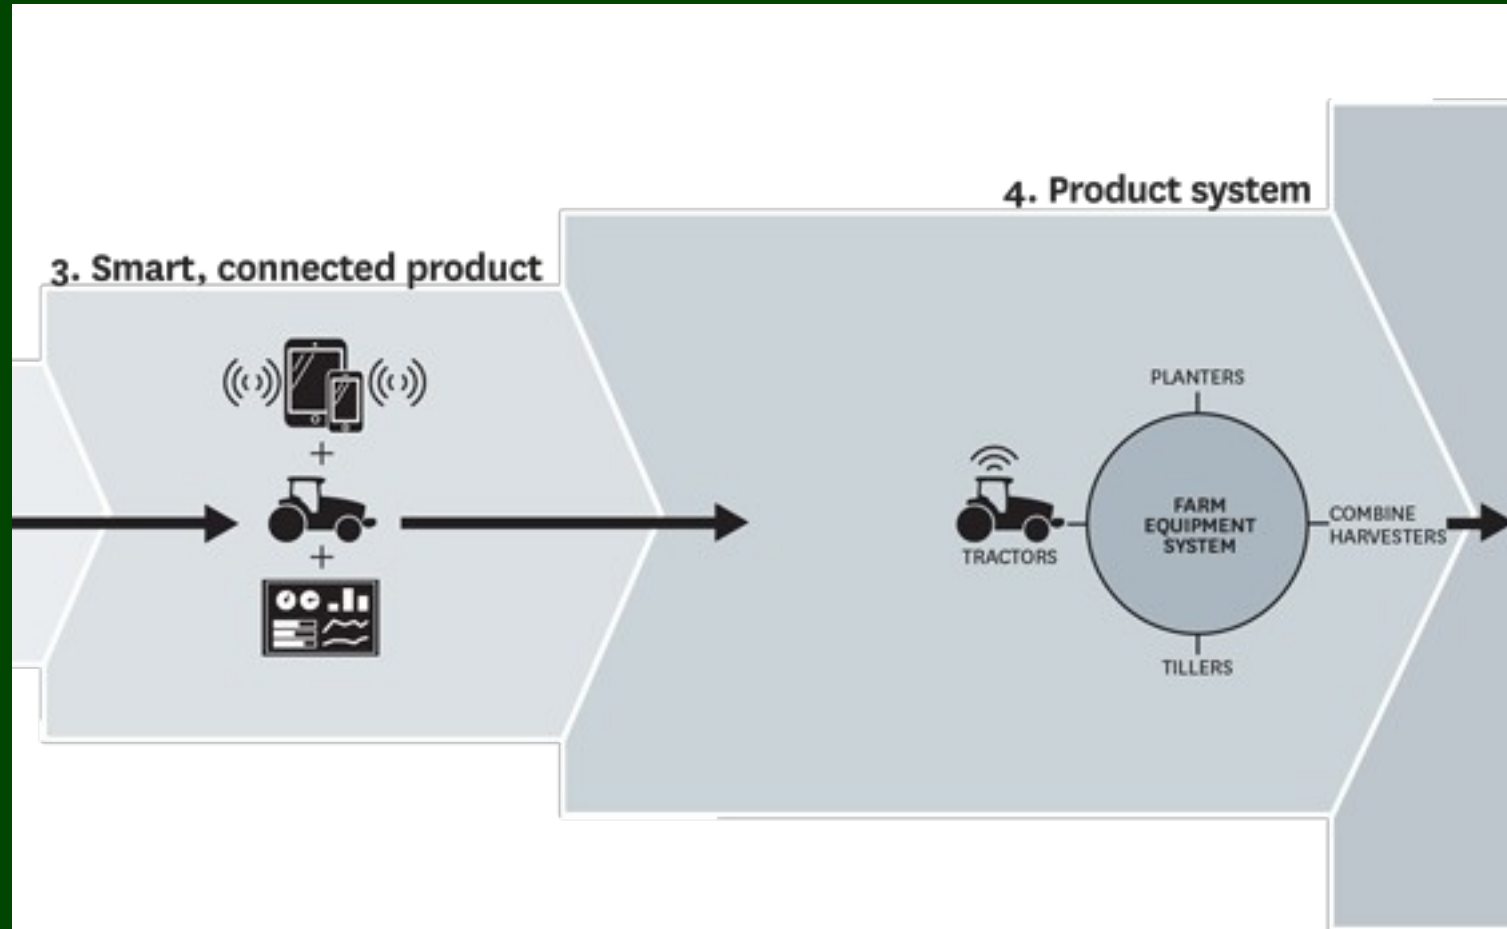 3. Smart, connected product
4. Product system
PLANTERS
TRACTORS
FARM
EQUIPMENT
SYSTEM
COMBINE
HARVESTERS
TILLERS